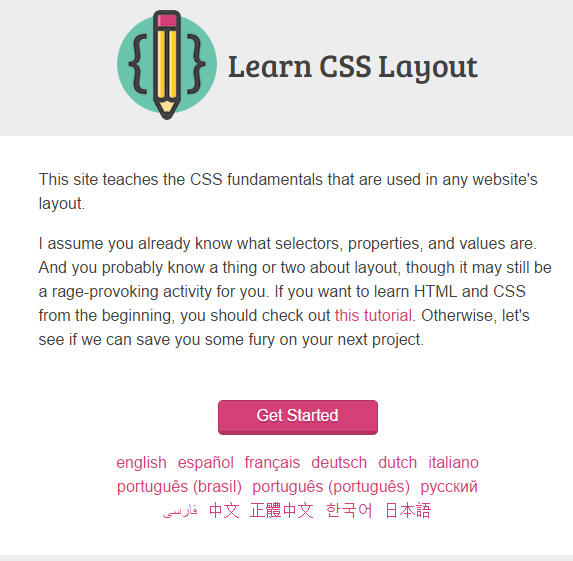 { }
Learn CSS Layout
This site teaches the CSS fundamentals that are used in any website's
layout.
I assume you already know what selectors, properties, and values are.
And you probably know a thing or two about layout, though it may still be
a rage-provoking activity for you. If you want to learn HTML and CSS
from the beginning, you should check out this tutorial. Otherwise, let's
see if we can save you some fury on your next project.
Get Started
english español français deutsch dutch italiano
português (brasil) português (português) русский
فارسی 中文 正體中文 한국어 日本語